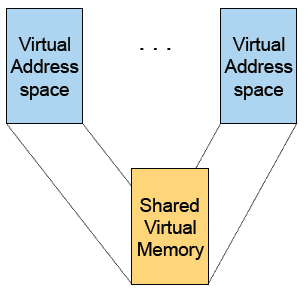 Virtual
Address
space
. . .
Virtual
Address
space
Shared
Virtual
Memory